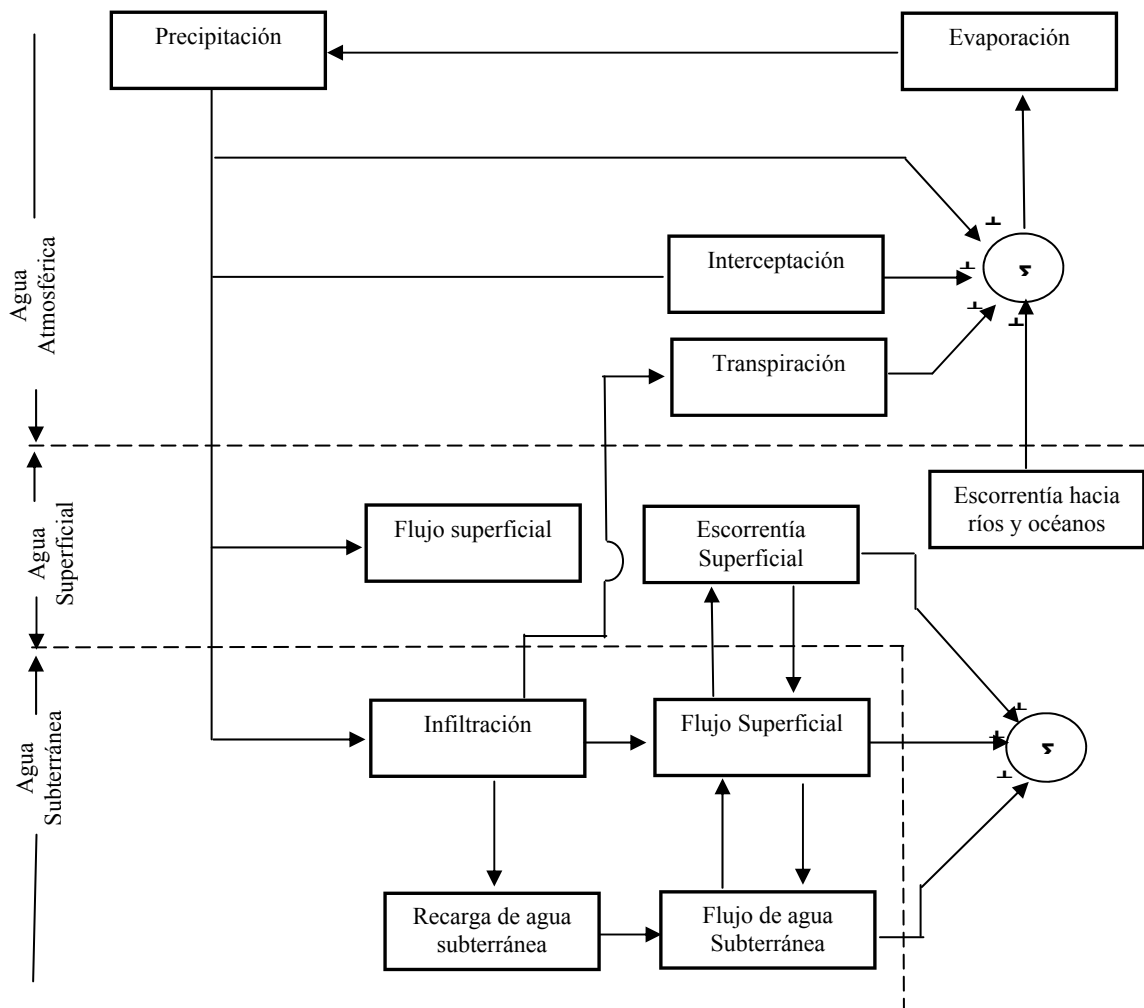 Precipitación
Evaporación
Agua
Atmosférica
Interceptación
Transpiración
Agua
Superficial
Flujo superficial
Escorrentía
Superficial
Escorrentía hacia
ríos y océanos
Agua
Subterránea
Infiltración
Flujo Superficial
Recarga de agua
subterránea
Flujo de agua
Subterránea